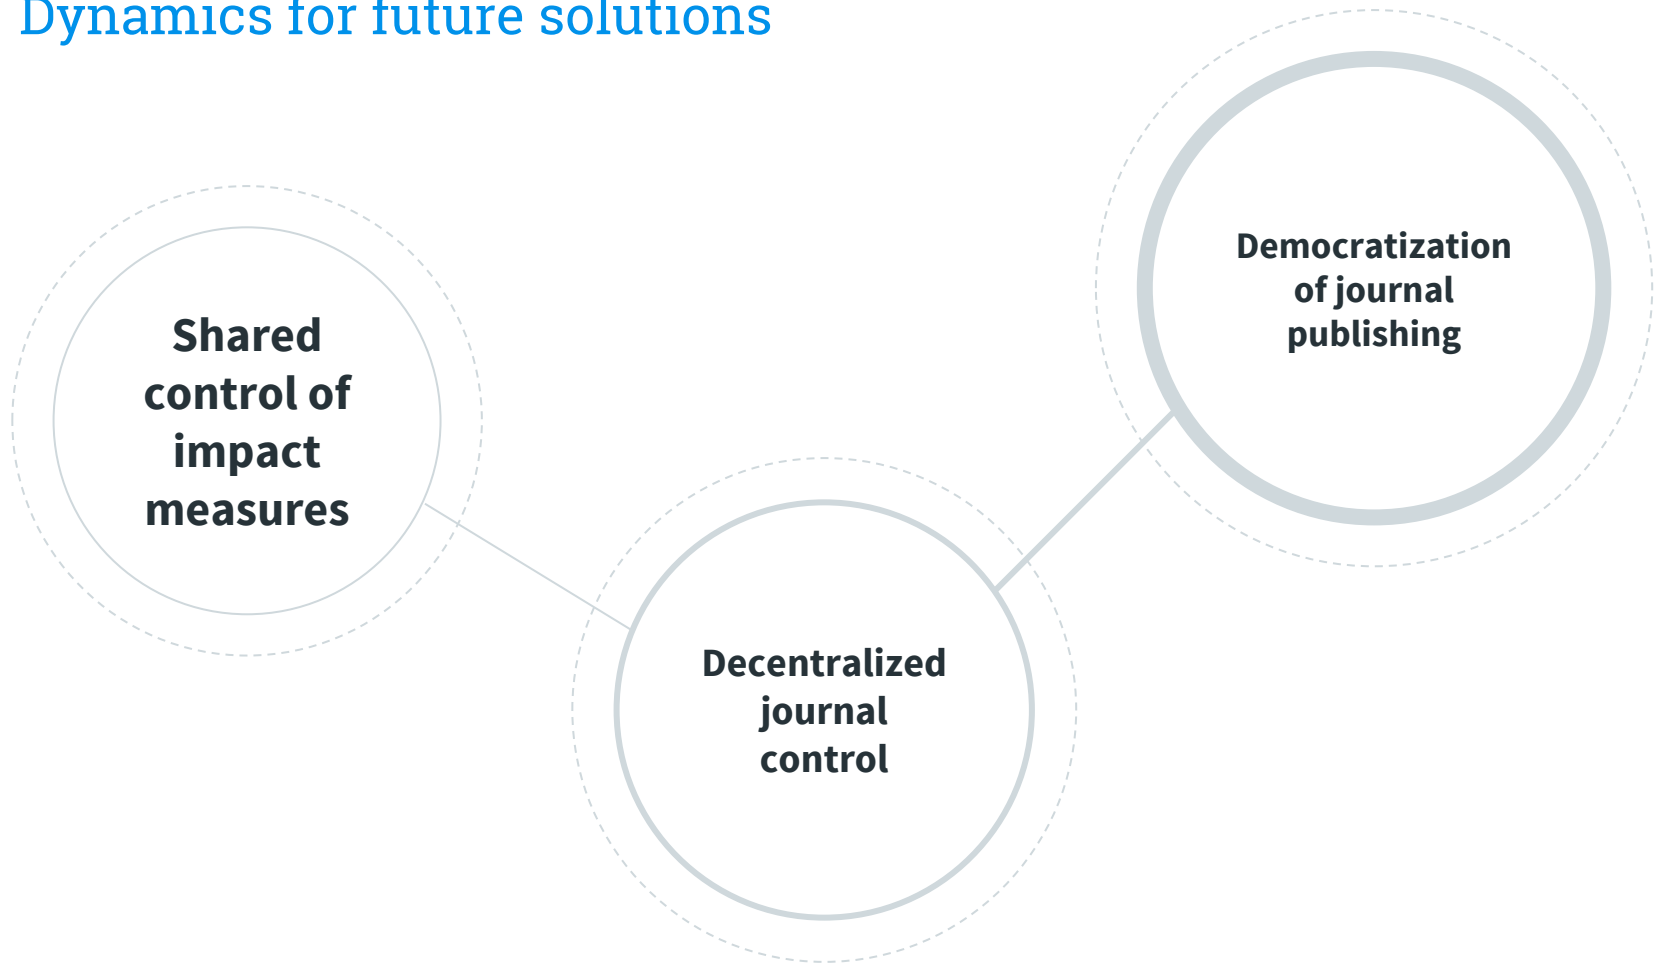 Dynamics for future solutions
Shared
control of
impact
measures
Decentralized
journal
control
Democratization
of journal
publishing